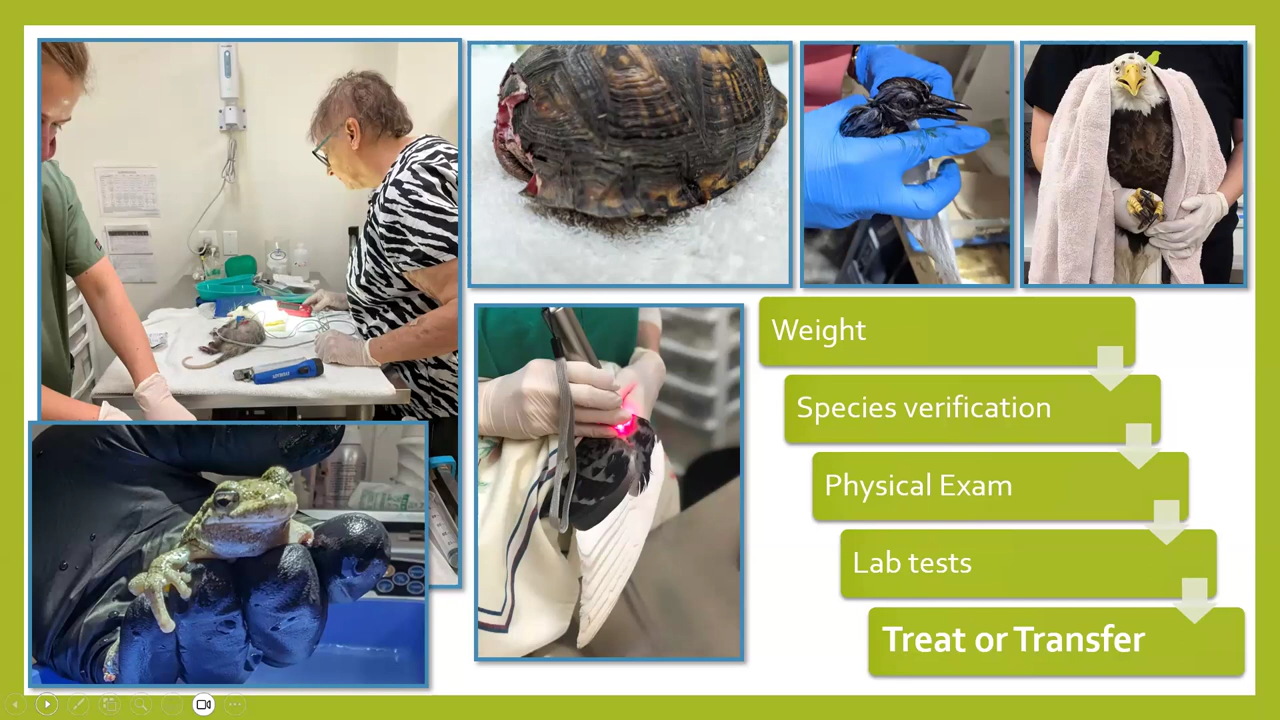 Weight
Species verification
Physical Exam
Lab tests
Treat or Transfer